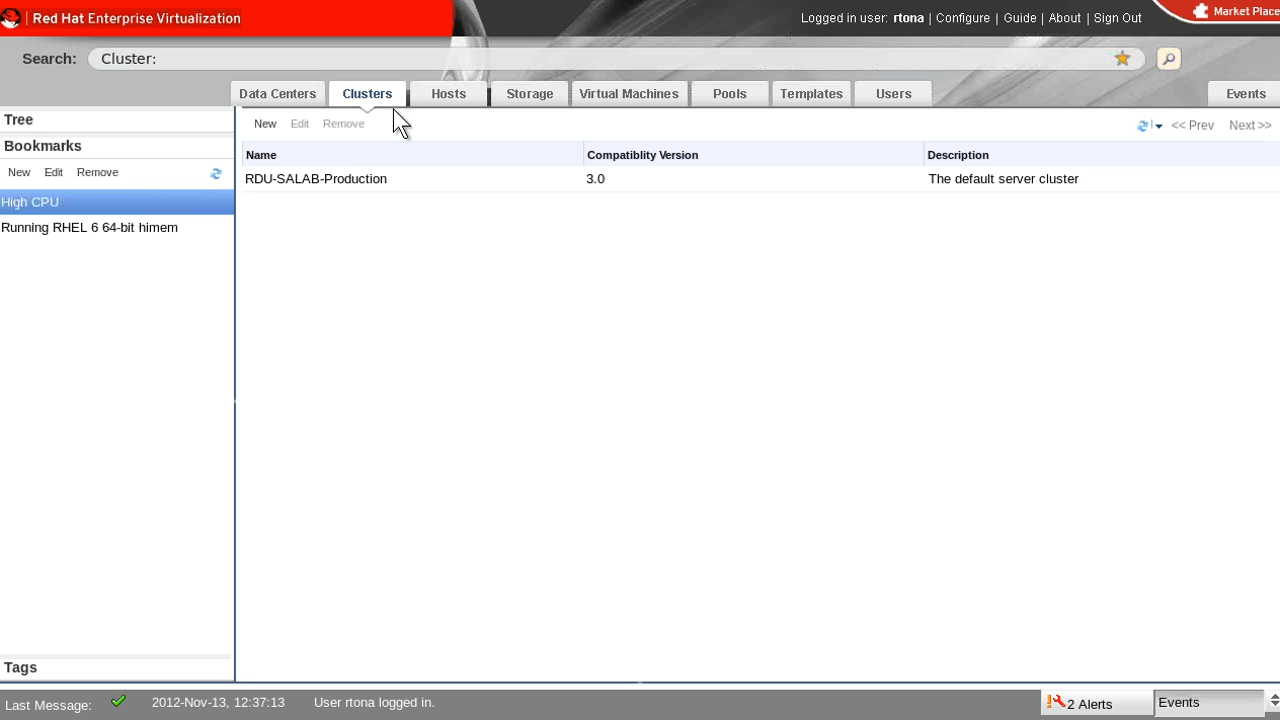 Red Hat Enterprise Virtualization
Logged in user: rtona | Configure | Guide | About | Sign Out
Market Place
Search: Cluster:
Data Centers Clusters Hosts Storage Virtual Machines Pools Templates Users Events
Tree
Bookmarks
New Edit Remove
High CPU
Running RHEL 6 64-bit himem
Tags
New Edit Remove << Prev Next >>
Name Compatiblity Version Description
RDU-SALAB-Production 3.0 The default server cluster
Last Message: 2012-Nov-13, 12:37:13 User rtona logged in. 2 Alerts Events